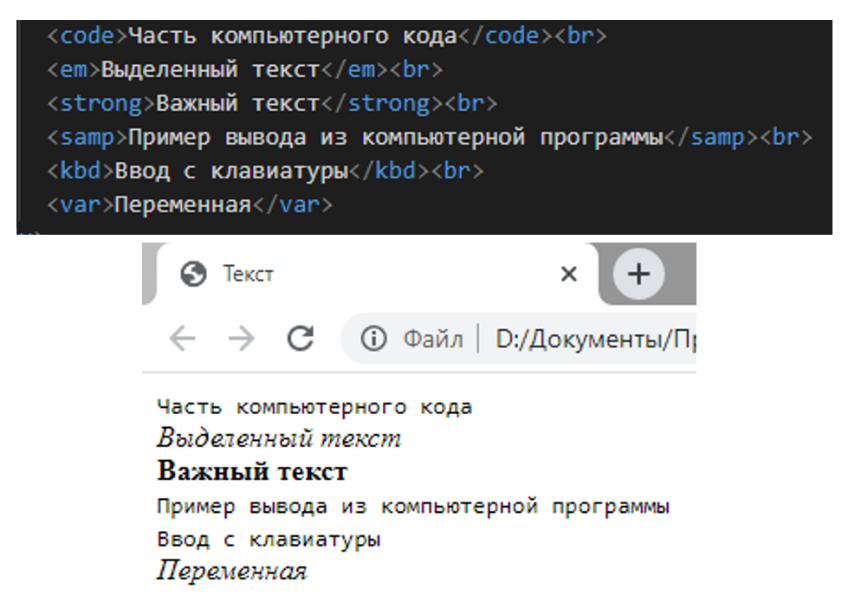 <code>Часть компьютерного кода</code><br>
<em>Выделенный текст</em><br>
<strong>Важный текст</strong><br>
<samp>Пример вывода из компьютерной программы</samp><br>
<kbd>Ввод с клавиатуры</kbd><br>
<var>Переменная</var>
Текст
Файл | D:/Документы/Пр
Часть компьютерного кода
Выделенный текст
Важный текст
Пример вывода из компьютерной программы
Ввод с клавиатуры
Переменная